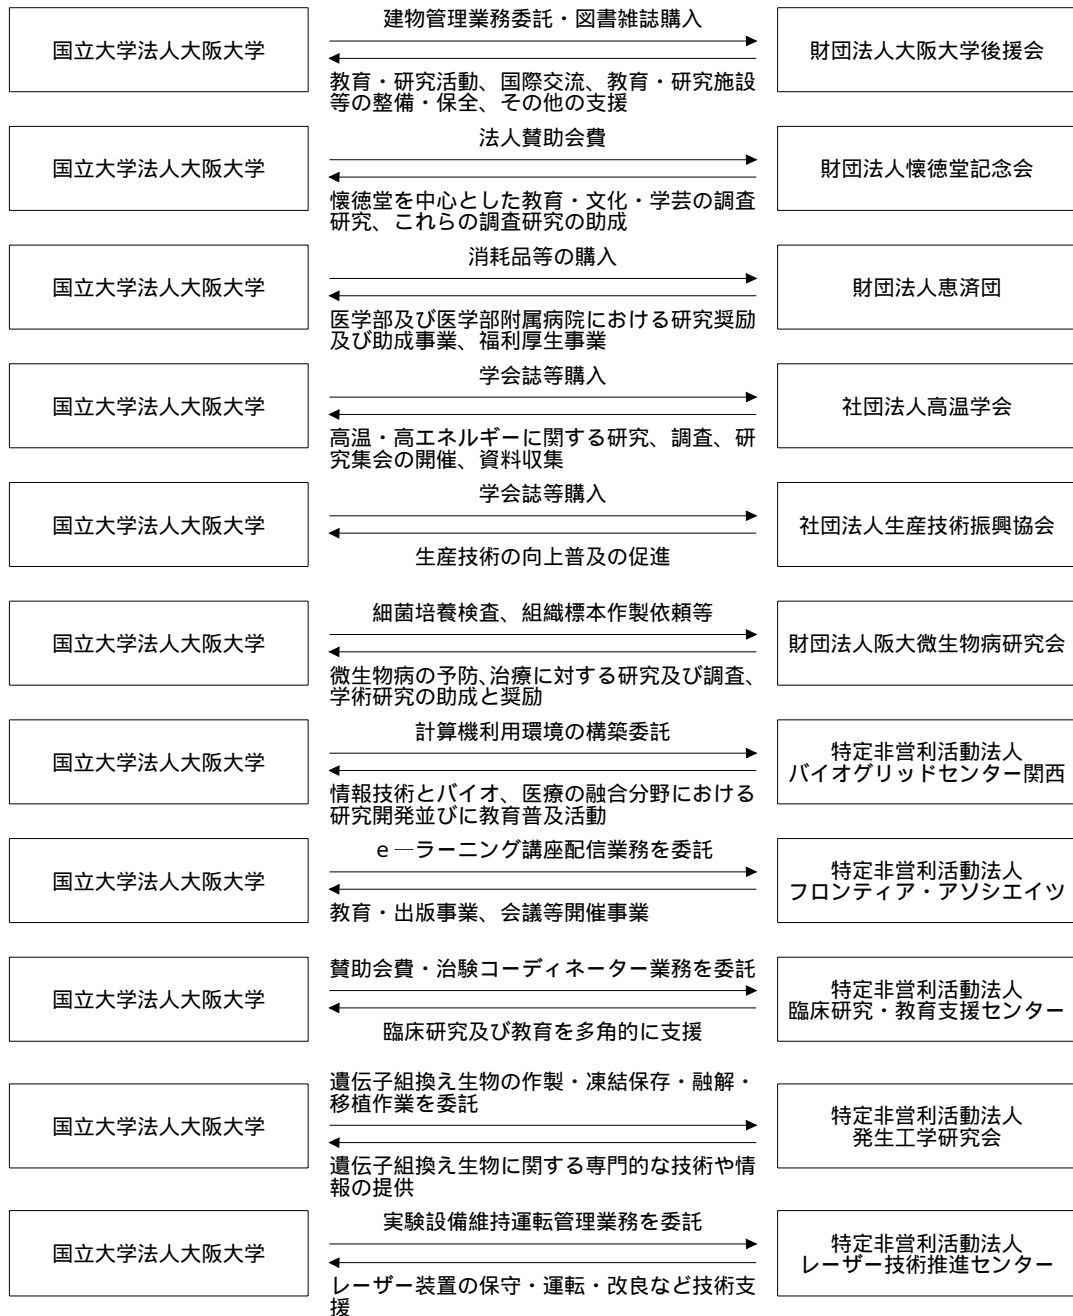 建物管理業務委託・図書雑誌購入
国立大学法人大阪大学
財団法人大阪大学後援会
教育・研究活動、国際交流、教育・研究施設
等の整備・保全、その他の支援
法人賛助会費
国立大学法人大阪大学
財団法人懐徳堂記念会
懐徳堂を中心とした教育・文化・学芸の調査
研究、これらの調査研究の助成
消耗品等の購入
国立大学法人大阪大学
財団法人恵済団
医学部及び医学部附属病院における研究奨励
及び助成事業、福利厚生事業
学会誌等購入
国立大学法人大阪大学
社団法人高温学会
高温・高エネルギーに関する研究、調査、研
究集会の開催、資料収集
学会誌等購入
国立大学法人大阪大学
社団法人生産技術振興協会
生産技術の向上普及の促進
細菌培養検査、組織標本作製依頼等
国立大学法人大阪大学
財団法人阪大微生物病研究会
微生物病の予防、治療に対する研究及び調査、
学術研究の助成と奨励
計算機利用環境の構築委託
国立大学法人大阪大学
特定非営利活動法人
バイオグリッドセンター関西
情報技術とバイオ、医療の融合分野における
研究開発並びに教育普及活動
e―ラーニング講座配信業務を委託
国立大学法人大阪大学
特定非営利活動法人
フロンティア・アソシエイツ
教育・出版事業、会議等開催事業
賛助会費・治験コーディネーター業務を委託
国立大学法人大阪大学
特定非営利活動法人
臨床研究・教育支援センター
臨床研究及び教育を多角的に支援
遺伝子組換え生物の作製・凍結保存・融解・
移植作業を委託
国立大学法人大阪大学
特定非営利活動法人
発生工学研究会
遺伝子組換え生物に関する専門的な技術や情
報の提供
実験設備維持運転管理業務を委託
国立大学法人大阪大学
特定非営利活動法人
レーザー技術推進センター
レーザー装置の保守・運転・改良など技術支
援